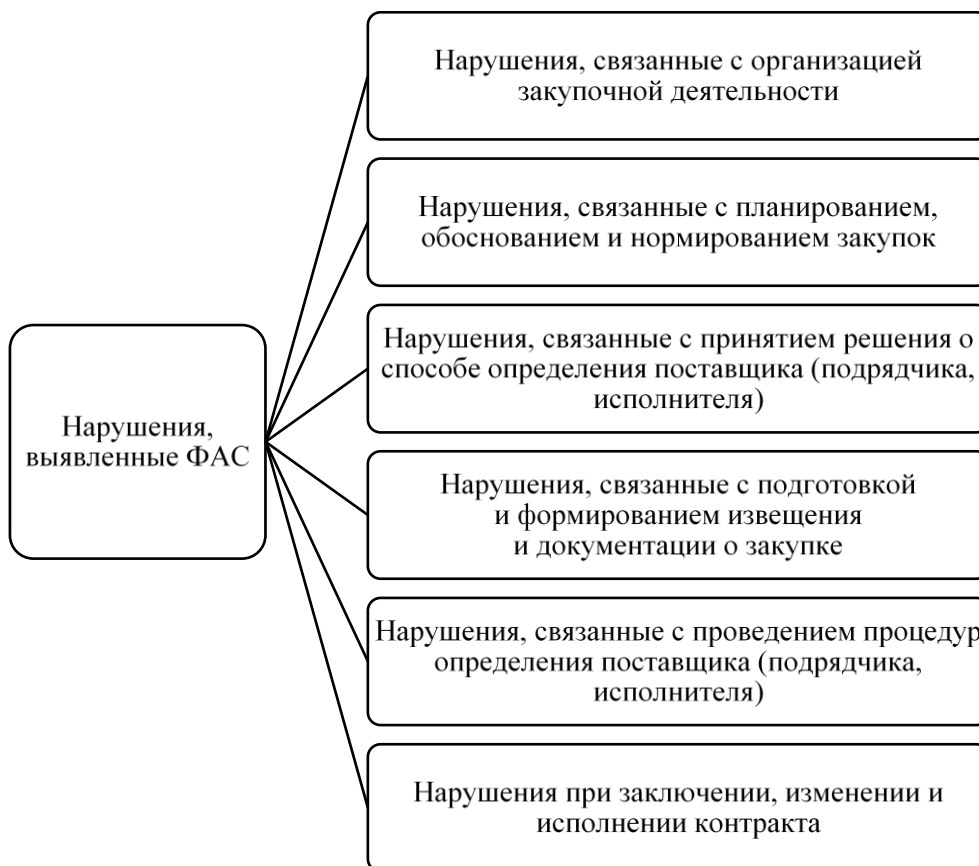 Нарушения, связанные с организацией
закупочной деятельности
Нарушения, связанные с планированием,
обоснованием и нормированием закупок
Нарушения, связанные с принятием решения о
способе определения поставщика (подрядчика,
исполнителя)
Нарушения,
выявленные ФАС
Нарушения, связанные с подготовкой
и формированием извещения
и документации о закупке
Нарушения, связанные с проведением процедур
определения поставщика (подрядчика,
исполнителя)
Нарушения при заключении, изменении и
исполнении контракта